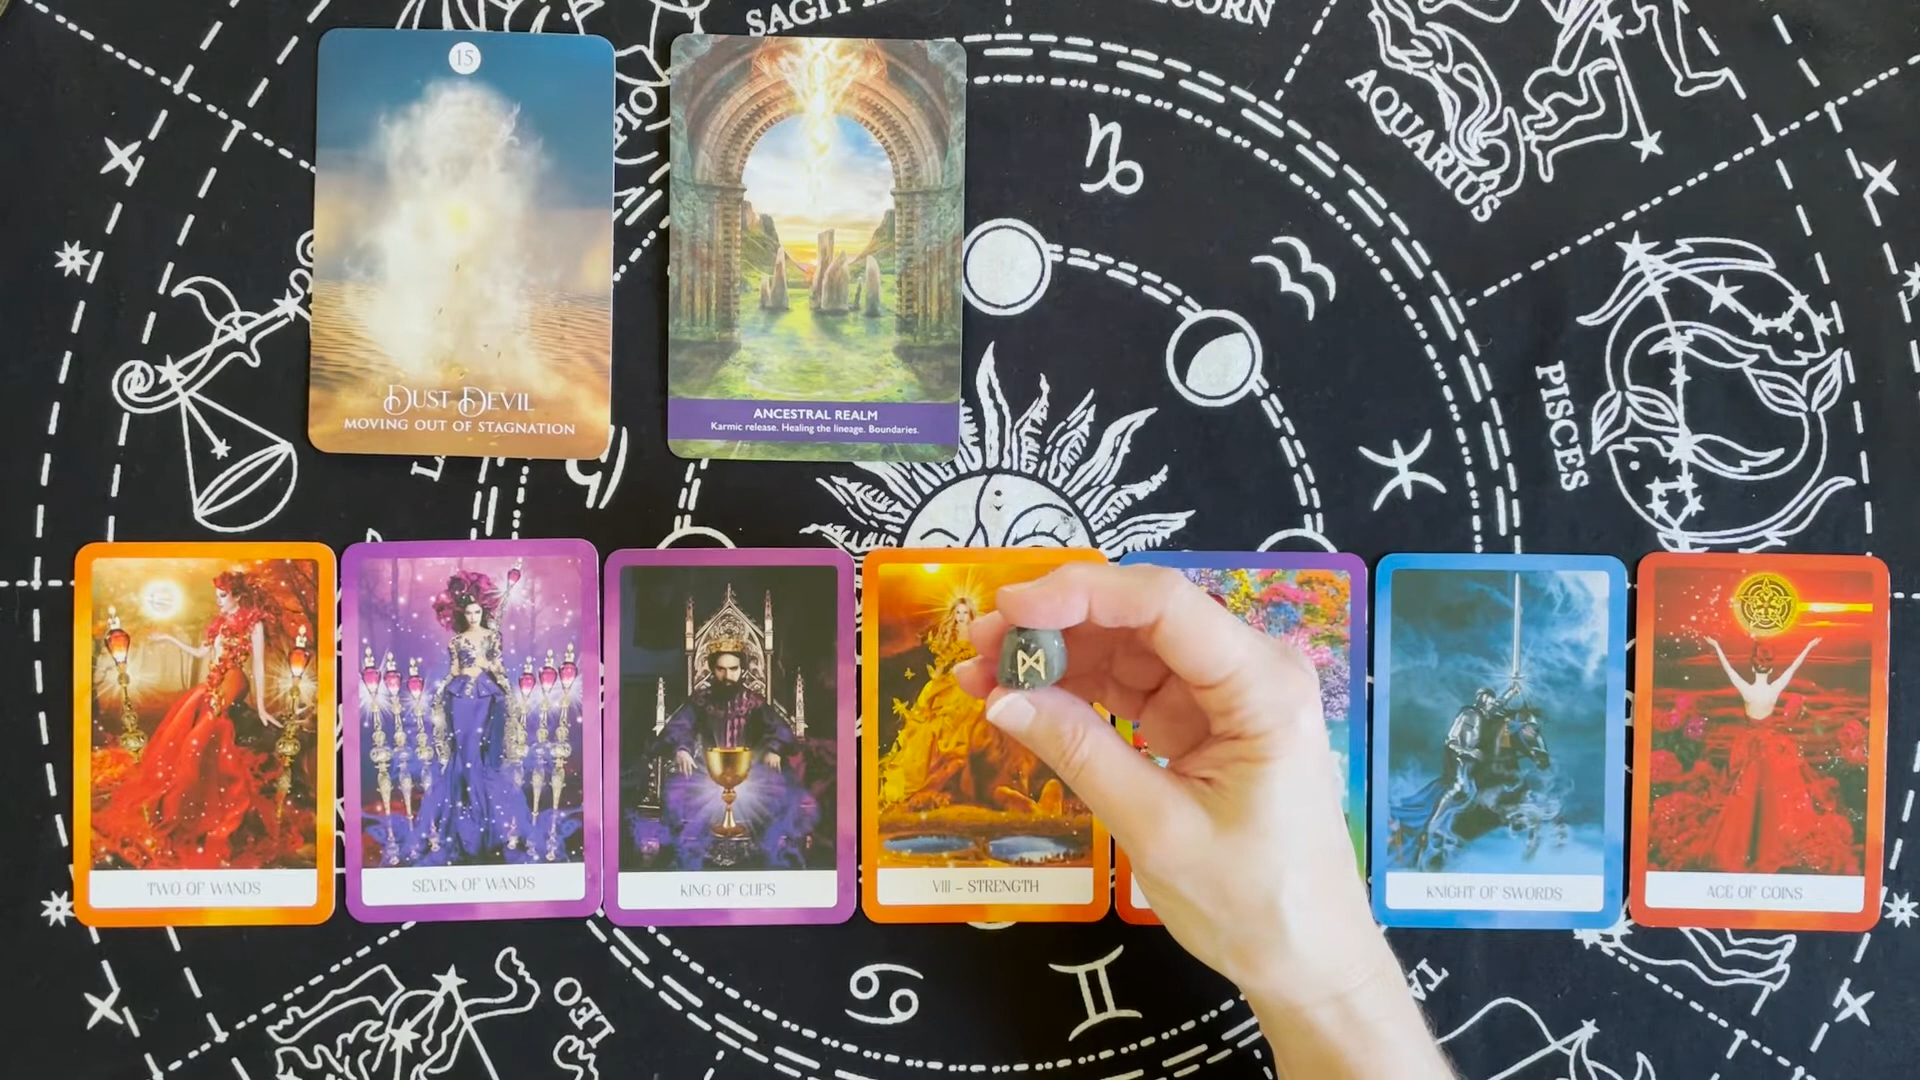 15
DUST DEVIL
MOVING OUT OF STAGNATION
ANCESTRAL REALM
Karmic release. Healing the lineage. Boundaries.
AQUARIUS
PISCES
TWO OF WANDS
SEVEN OF WANDS
KING OF CUPS
VIII – STRENGTH
KNIGHT OF SWORDS
ACE OF COINS
LEO